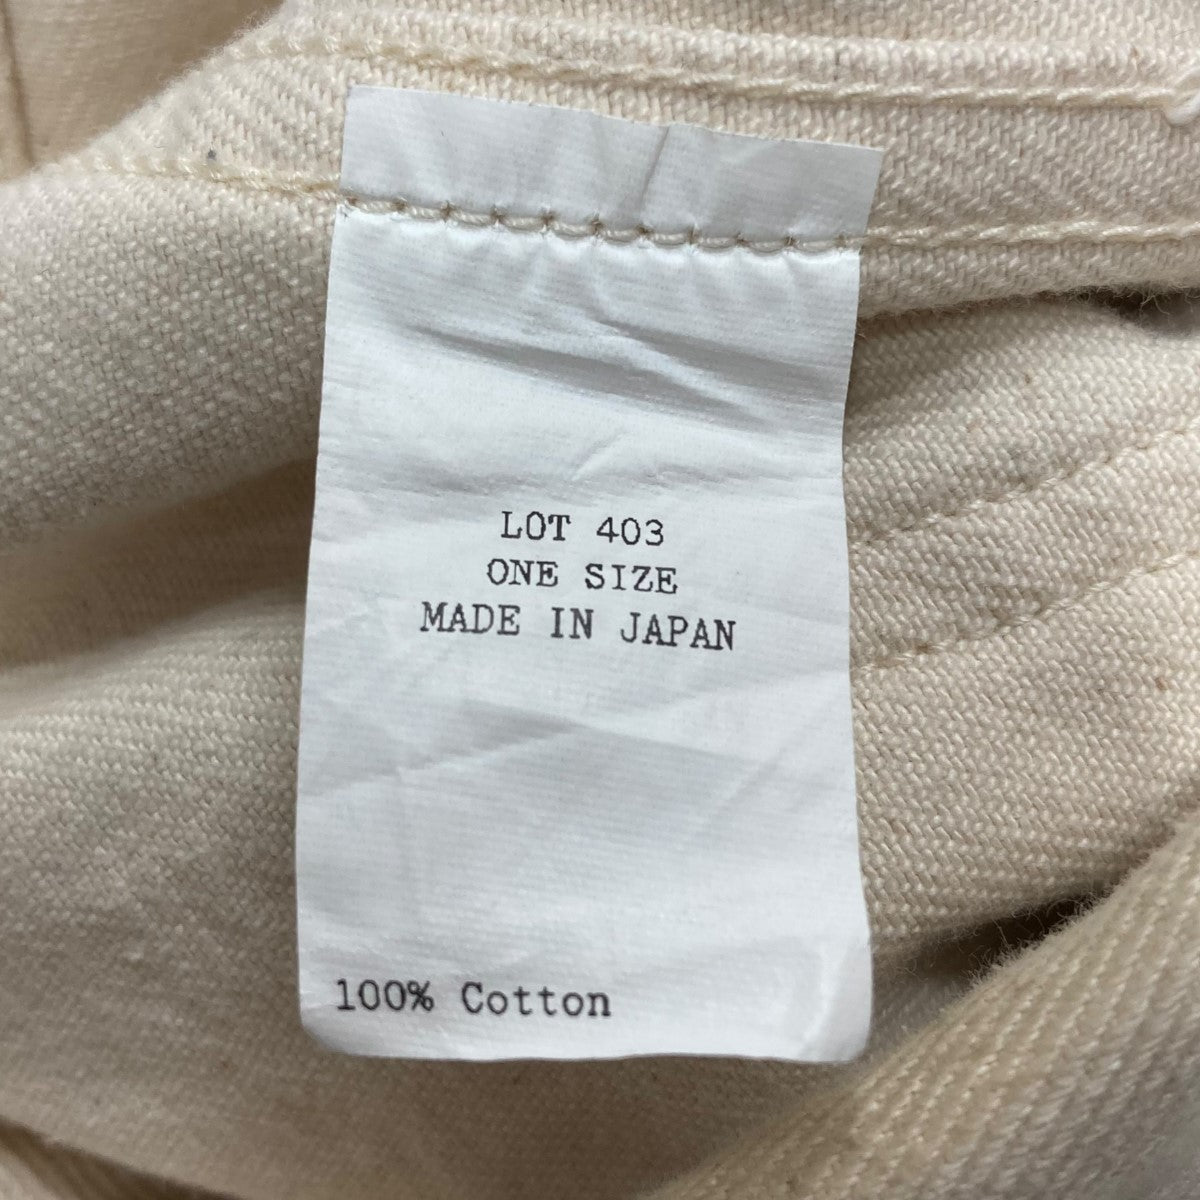 LOT 403
ONE SIZE
MADE IN JAPAN
100% Cotton